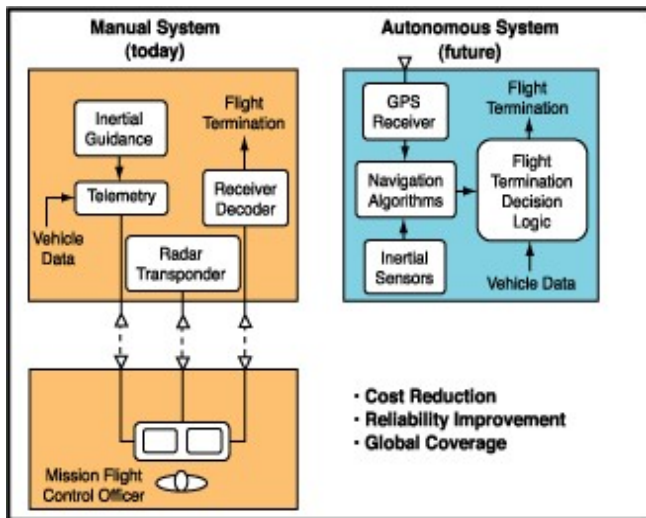 Manual System
(today)
Inertial
Guidance
Telemetry
Vehicle
Data
Flight
Termination
Receiver
Decoder
Radar
Transponder
Mission Flight
Control Officer
Autonomous System
(future)
GPS
Receiver
Navigation
Algorithms
Inertial
Sensors
Flight
Termination
Flight
Termination
Decision
Logic
Vehicle Data
· Cost Reduction
· Reliability Improvement
· Global Coverage